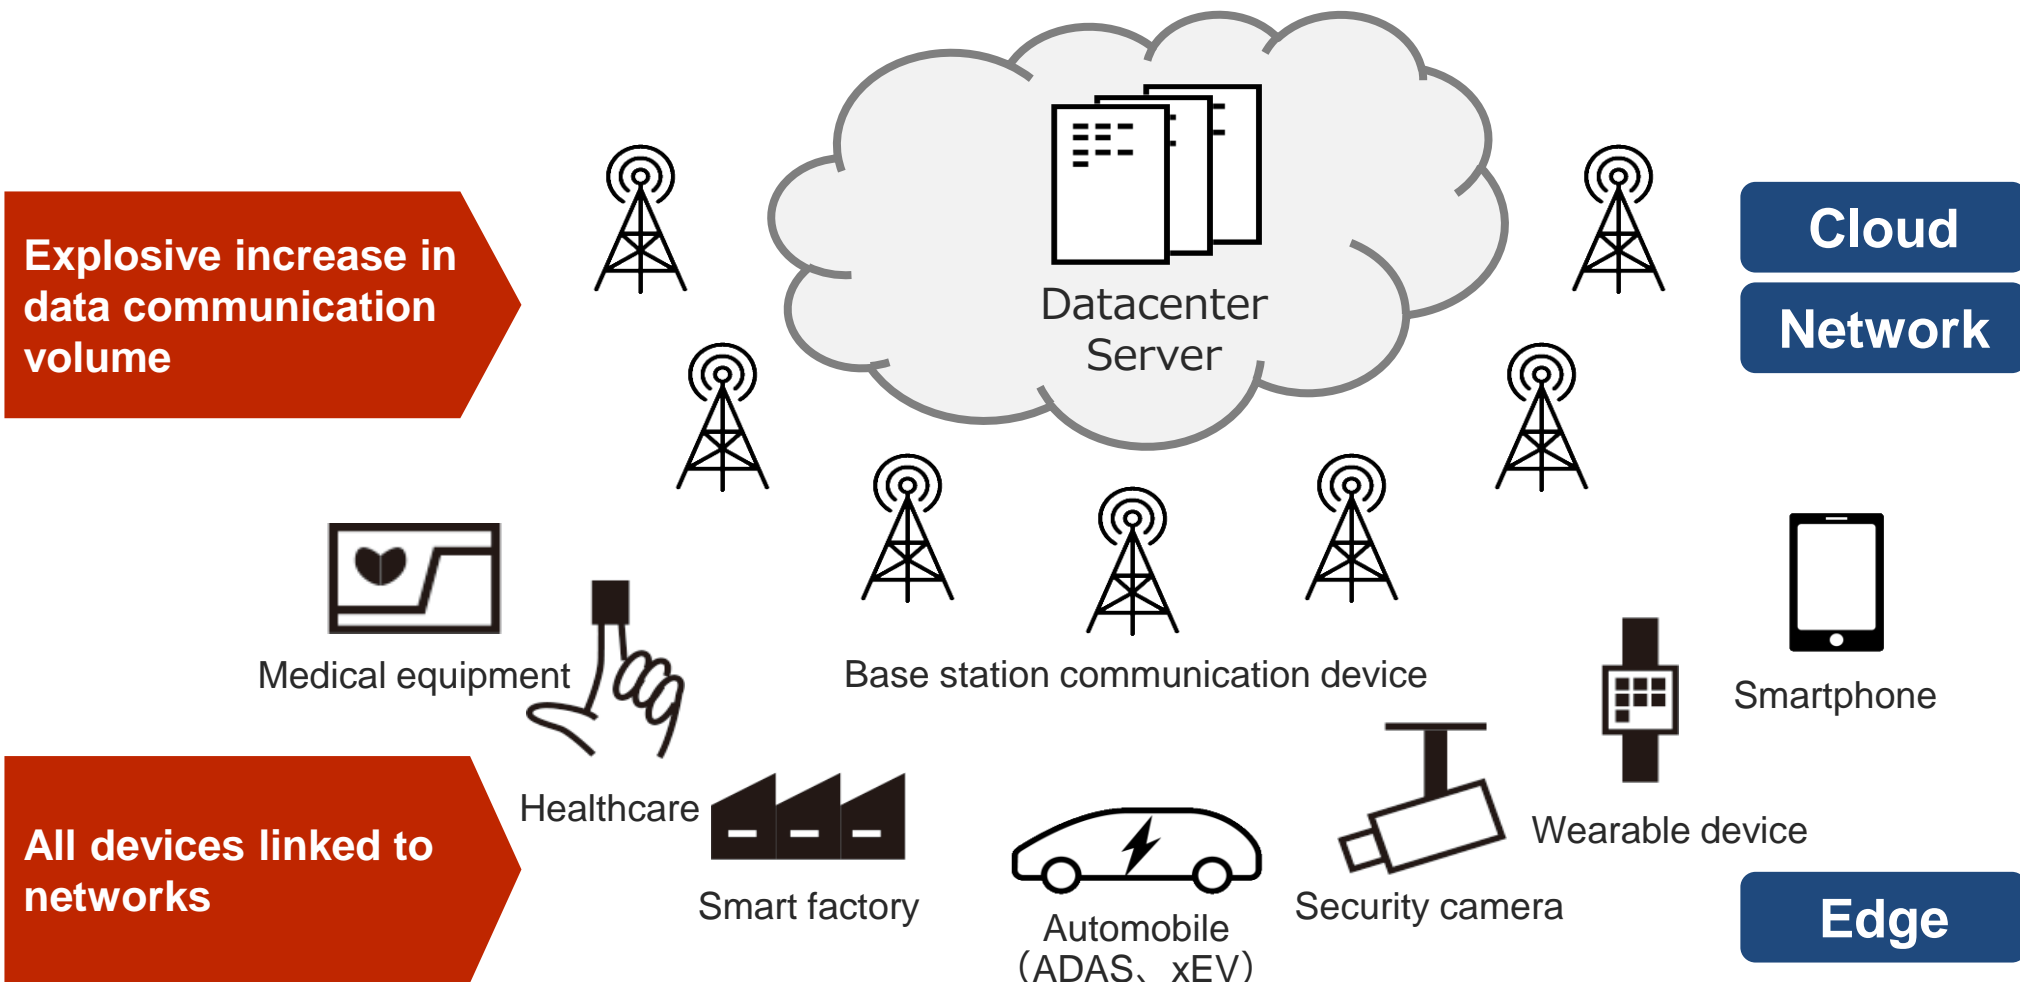 Explosive increase in
data communication
volume
Datacenter
Server
Cloud
Network
Medical equipment
Base station communication device
Smartphone
Healthcare
Wearable device
All devices linked to
networks
Smart factory
Automobile
（ADAS、xEV）
Security camera
Edge